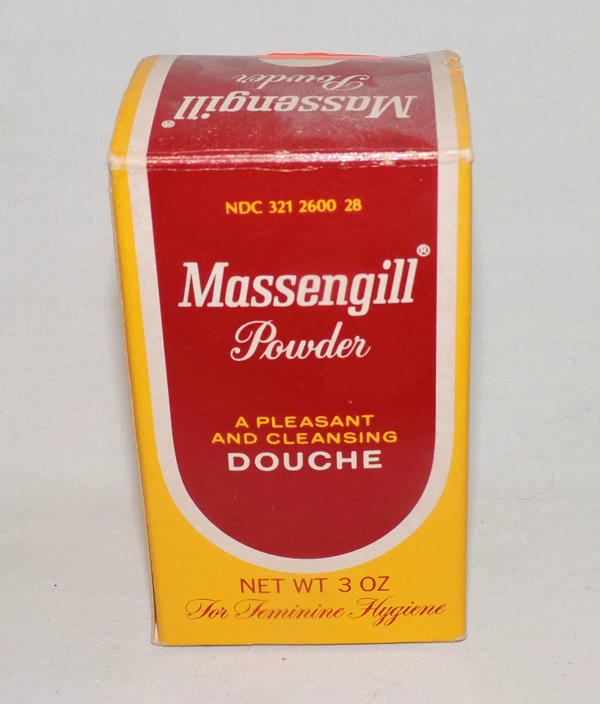 Massengill®
Powder
NDC 321 2600 28
Massengill®
Powder
A PLEASANT
AND CLEANSING
DOUCHE
NET WT 3 OZ
For Feminine Hygiene